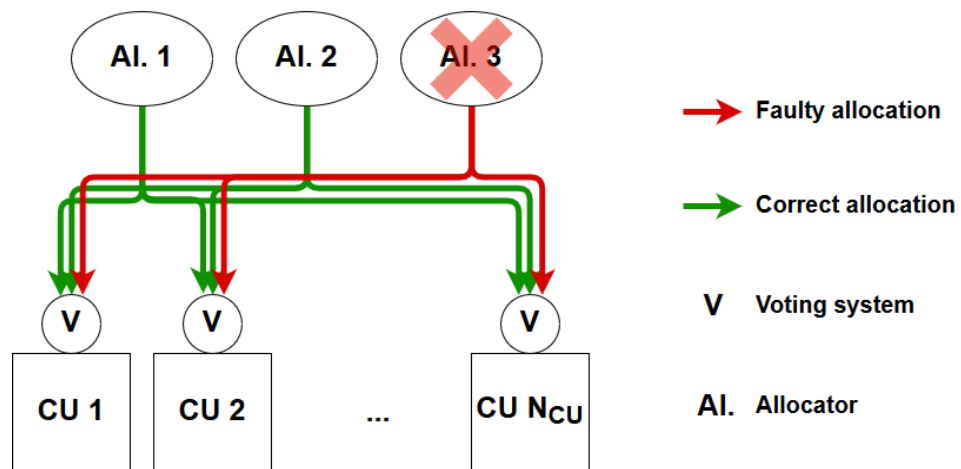 Al. 1
Al. 2
Al. 3
Faulty allocation
Correct allocation
V
V
V
V
Voting system
CU 1
CU 2
...
CU NCU
Al.
Allocator